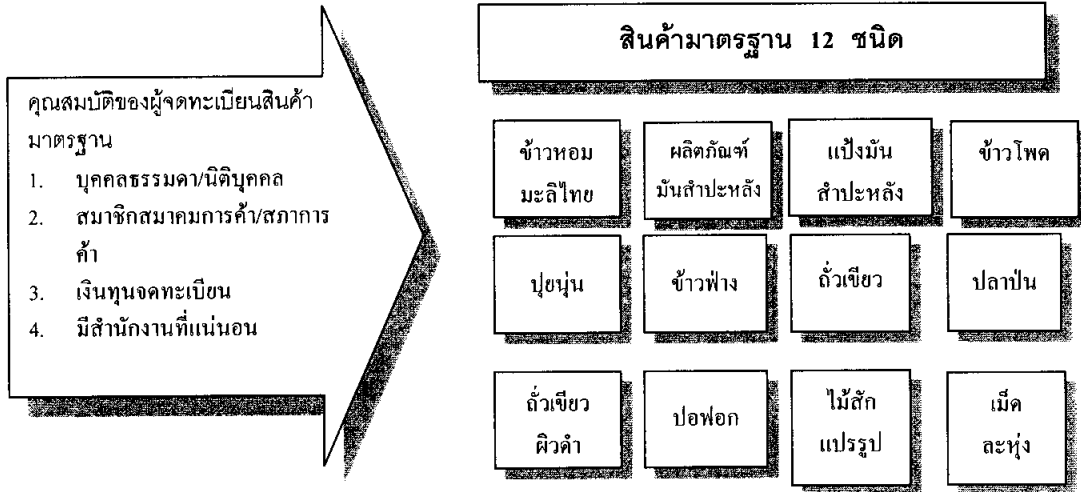 คุณสมบัติของผู้จดทะเบียนสินค้า
มาตรฐาน
1. บุคคลธรรมดา/นิติบุคคล
2. สมาชิกสมาคมการค้า/สภาการ
ค้า
3. เงินทุนจดทะเบียน
4. มีสำนักงานที่แน่นอน
สินค้ามาตรฐาน 12 ชนิด
ข้าวหอม
มะลิไทย
ผลิตภัณฑ์
มันสำปะหลัง
แป้งมัน
สำปะหลัง
ข้าวโพด
ปุยนุ่น
ข้าวฟ่าง
ถั่วเขียว
ปลาป่น
ถั่วเขียว
ผิวดำ
ปอฟอก
ไม้สัก
แปรรูป
เม็ด
ละหุ่ง